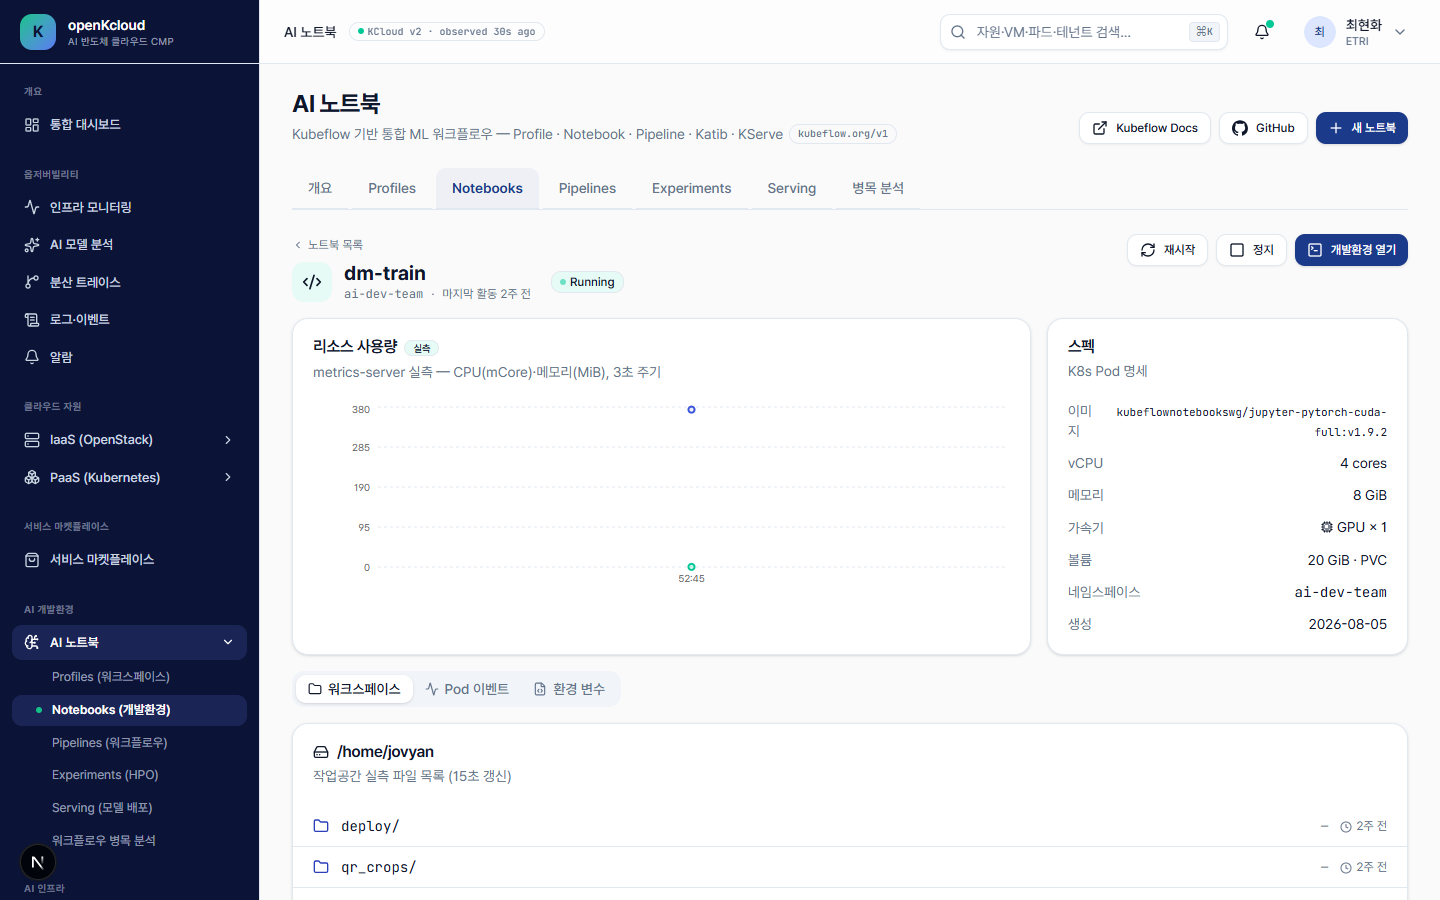 K
openKcloud
AI 반도체 클라우드 CMP
개요
통합 대시보드
옵저버빌리티
인프라 모니터링
AI 모델 분석
분산 트레이스
로그·이벤트
알람
클라우드 자원
IaaS (OpenStack)
PaaS (Kubernetes)
서비스 마켓플레이스
서비스 마켓플레이스
AI 개발환경
AI 노트북
Profiles (워크스페이스)
Notebooks (개발환경)
Pipelines (워크플로우)
Experiments (HPO)
Serving (모델 배포)
워크플로우 병목 분석
N
AI 인프라
AI 노트북
KCloud v2 · observed 30s ago
자원·VM·파드·테넌트 검색...
⌘K
최
최현화
ETRI
AI 노트북
Kubeflow 기반 통합 ML 워크플로우 — Profile · Notebook · Pipeline · Katib · KServe
kubeflow.org/v1
Kubeflow Docs
GitHub
새 노트북
개요
Profiles
Notebooks
Pipelines
Experiments
Serving
병목 분석
노트북 목록
dm-train
ai-dev-team · 마지막 활동 2주 전
Running
재시작
정지
개발환경 열기
리소스 사용량
실측
metrics-server 실측 — CPU(mCore)·메모리(MiB), 3초 주기
380
285
190
95
0
52:45
스펙
K8s Pod 명세
이미지
kubeflownotebookswg/jupyter-pytorch-cuda-
full:v1.9.2
vCPU
4 cores
메모리
8 GiB
가속기
GPU × 1
볼륨
20 GiB · PVC
네임스페이스
ai-dev-team
생성
2026-08-05
워크스페이스
Pod 이벤트
환경 변수
/home/jovyan
작업공간 실측 파일 목록 (15초 갱신)
deploy/
—
2주 전
qr_crops/
—
2주 전